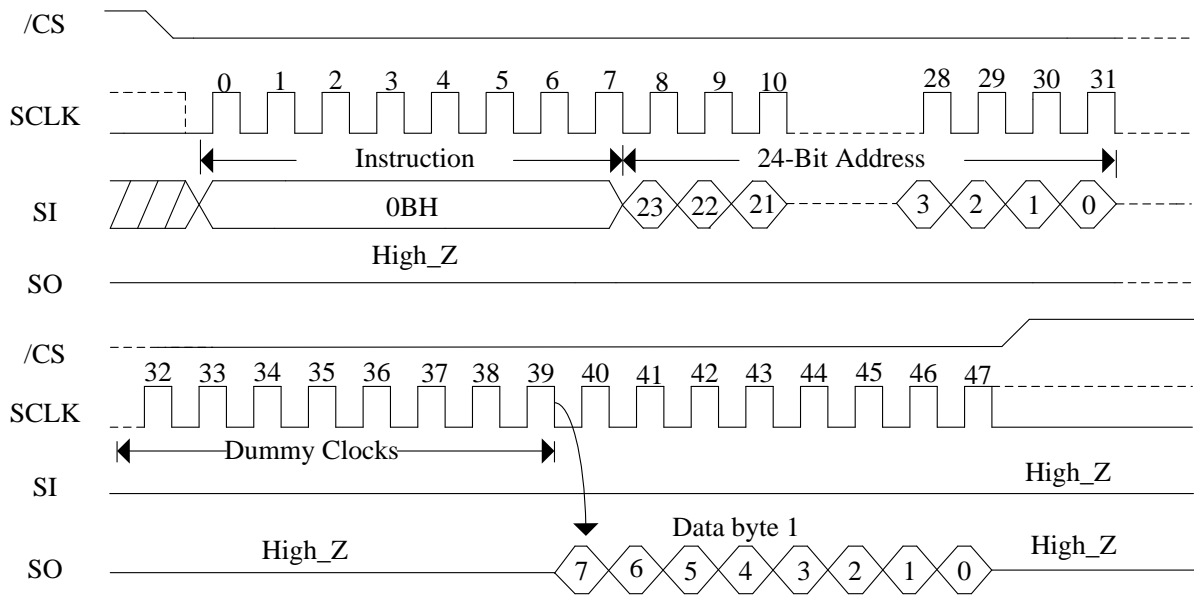 /CS
0 1 2 3 4 5 6 7 8 9 10 28 29 30 31
SCLK
Instruction 24-Bit Address
SI 0BH 23 22 21 3 2 1 0
High_Z
SO
/CS
32 33 34 35 36 37 38 39 40 41 42 43 44 45 46 47
SCLK
Dummy Clocks
High_Z
SI
Data byte 1
High_Z High_Z
SO 7 6 5 4 3 2 1 0